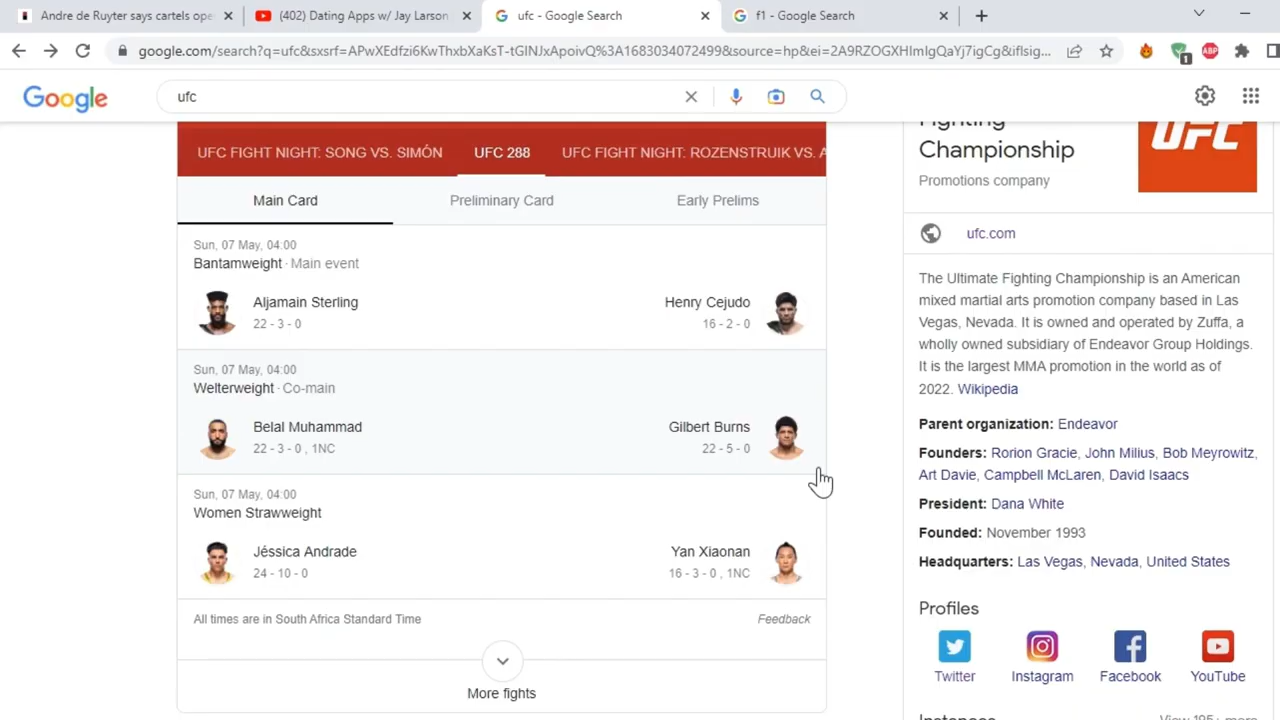 Andre de Ruyter says cartels ope
(402) Dating Apps w/ Jay Larson
ufc - Google Search
f1 - Google Search
google.com/search?q=ufc&sxsrf=APwXEdfzi6KwThxbXaKsT-tGINJxApoivQ%3A1683034072499&source=hp&ei=2A9RZOGXHImIgQaYj7igCg&iflsig...
1
ABP
Google
ufc
UFC FIGHT NIGHT: SONG VS. SIMÓN
UFC 288
UFC FIGHT NIGHT: ROZENSTRUIK VS. A
Main Card
Preliminary Card
Early Prelims
Sun, 07 May, 04:00
Bantamweight · Main event
Aljamain Sterling
22 - 3 - 0
Henry Cejudo
16 - 2 - 0
Sun, 07 May, 04:00
Welterweight · Co-main
Belal Muhammad
22 - 3 - 0 , 1NC
Gilbert Burns
22 - 5 - 0
Sun, 07 May, 04:00
Women Strawweight
Jéssica Andrade
24 - 10 - 0
Yan Xiaonan
16 - 3 - 0 , 1NC
All times are in South Africa Standard Time
Feedback
More fights
Fighting
Championship
Promotions company
UFC
ufc.com
The Ultimate Fighting Championship is an American
mixed martial arts promotion company based in Las
Vegas, Nevada. It is owned and operated by Zuffa, a
wholly owned subsidiary of Endeavor Group Holdings.
It is the largest MMA promotion in the world as of
2022. Wikipedia
Parent organization: Endeavor
Founders: Rorion Gracie, John Milius, Bob Meyrowitz,
Art Davie, Campbell McLaren, David Isaacs
President: Dana White
Founded: November 1993
Headquarters: Las Vegas, Nevada, United States
Profiles
Twitter
Instagram
Facebook
YouTube
View 195+ more